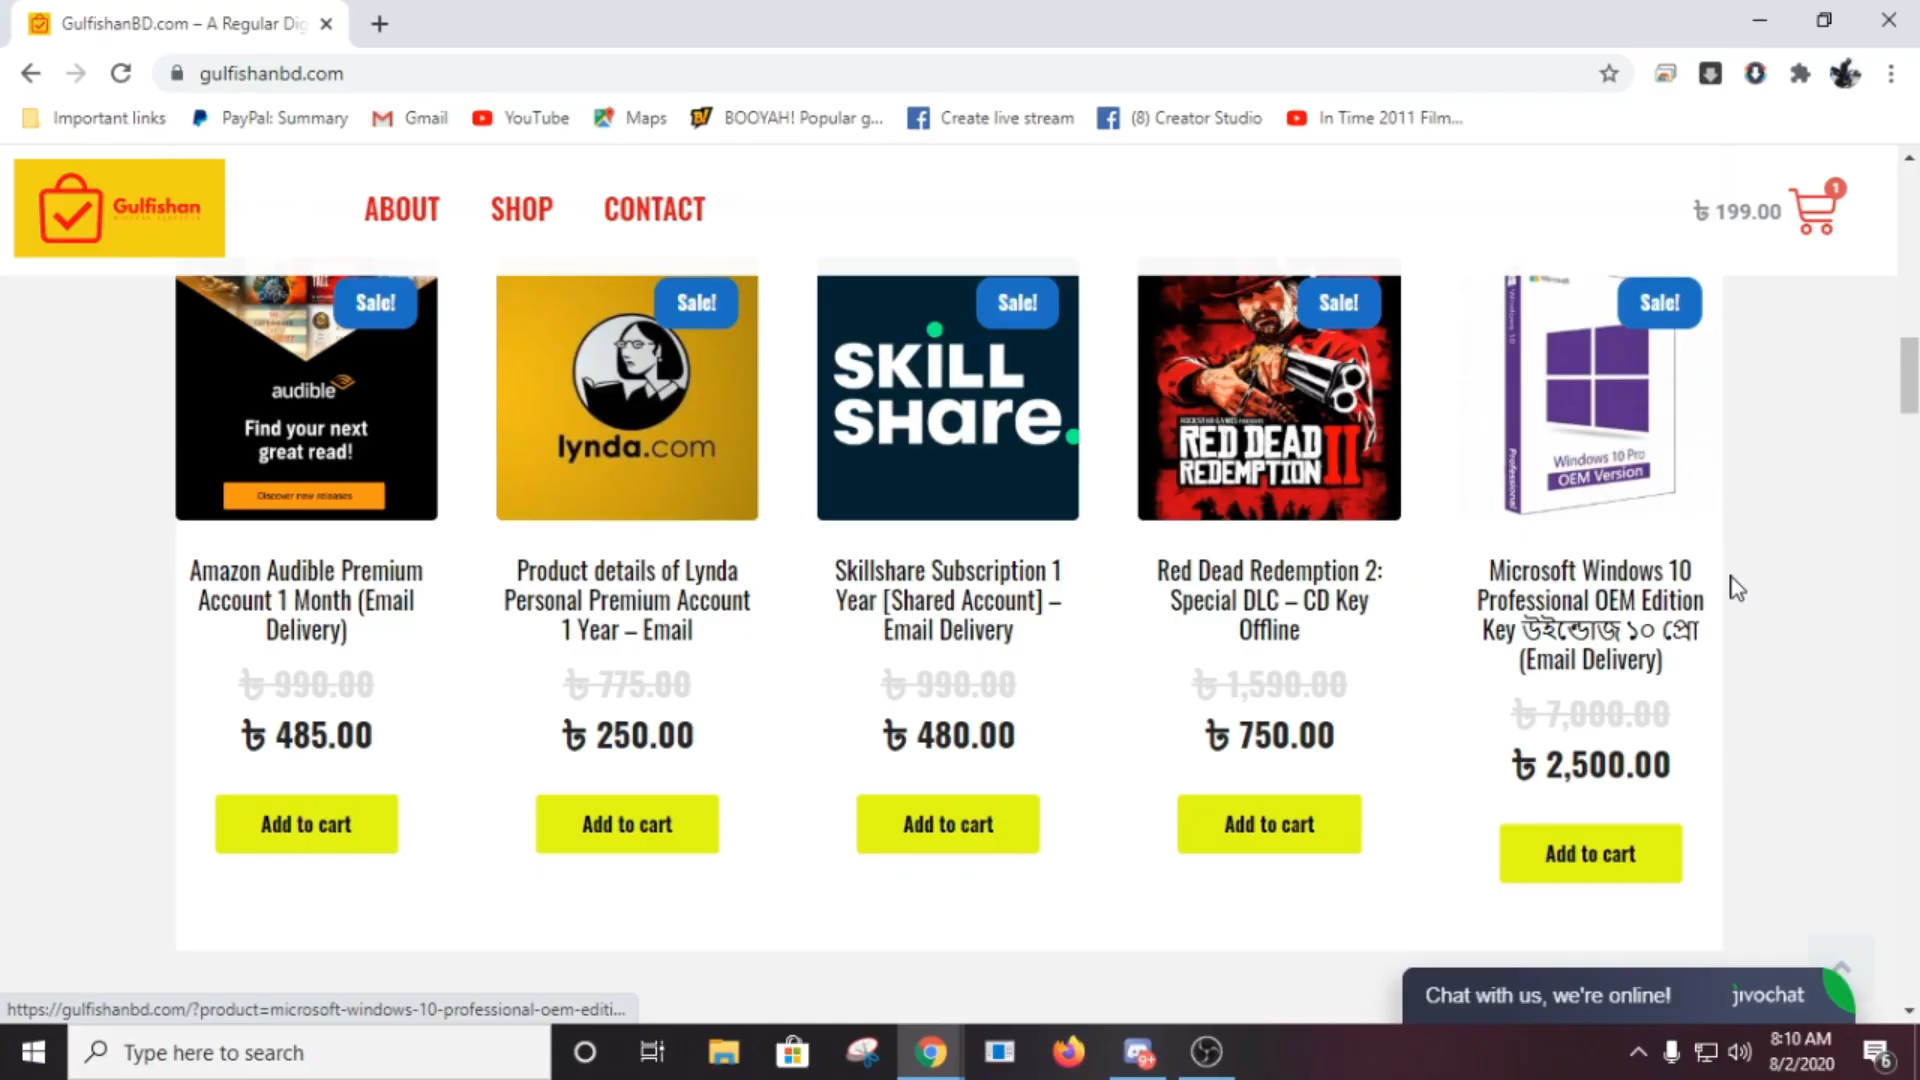 GulfishanBD.com – A Regular Dig
gulfishanbd.com
Important links
PayPal: Summary
Gmail
YouTube
Maps
BOOYAH! Popular g...
Create live stream
(8) Creator Studio
In Time 2011 Film...
Gulfishan
ABOUT
SHOP
CONTACT
৳ 199.00
1
Sale!
Sale!
Sale!
Sale!
Sale!
audible
Find your next
great read!
Discover new releases
lynda.com
SKILL
SHare.
RED DEAD
REDEMPTION II
Windows 10
Professional
Windows 10 Pro
OEM Version
Amazon Audible Premium
Account 1 Month (Email
Delivery)
৳ 990.00
৳ 485.00
Add to cart
Product details of Lynda
Personal Premium Account
1 Year – Email
৳ 775.00
৳ 250.00
Add to cart
Skillshare Subscription 1
Year [Shared Account] –
Email Delivery
৳ 990.00
৳ 480.00
Add to cart
Red Dead Redemption 2:
Special DLC – CD Key
Offline
৳ 1,590.00
৳ 750.00
Add to cart
Microsoft Windows 10
Professional OEM Edition
Key উইন্ডোজ ১০ প্রো
(Email Delivery)
৳ 7,000.00
৳ 2,500.00
Add to cart
Chat with us, we're online!
jivochat
https://gulfishanbd.com/?product=microsoft-windows-10-professional-oem-editi...
Type here to search
9+
8:10 AM
8/2/2020
6